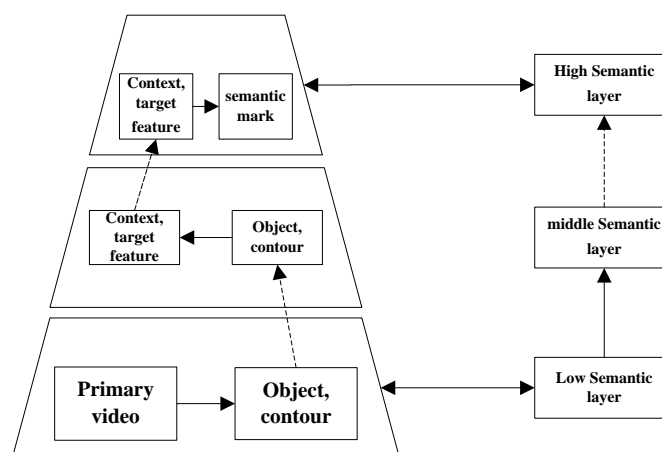 Context,
target
feature
semantic
mark
High Semantic
layer
Context,
target
feature
Object,
contour
middle Semantic
layer
Primary
video
Object,
contour
Low Semantic
layer